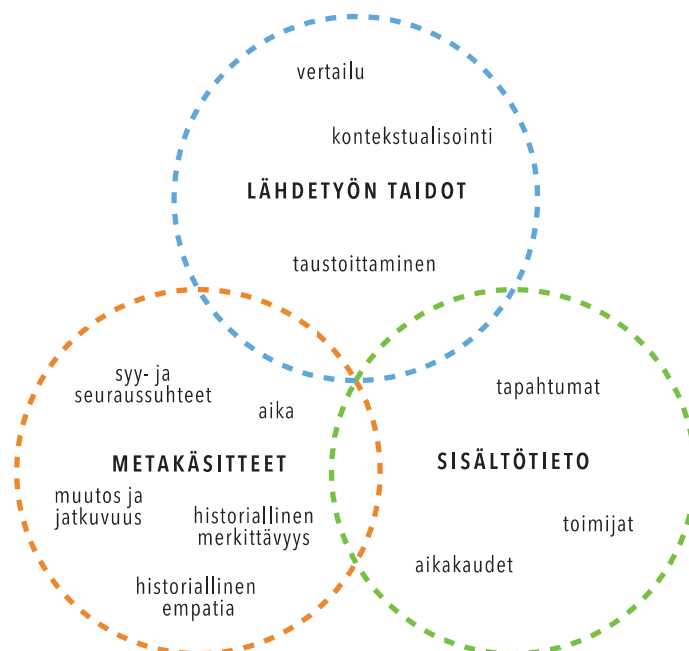 vertailu
kontekstualisointi
LÄHDETYÖN TAIDOT
taustoittaminen
syy- ja
seuraussuhteet
aika
METAKÄSITTEET
muutos ja
jatkuvuus
historiallinen
merkittävyys
historiallinen
empatia
tapahtumat
SISÄLTÖTIETO
toimijat
aikakaudet